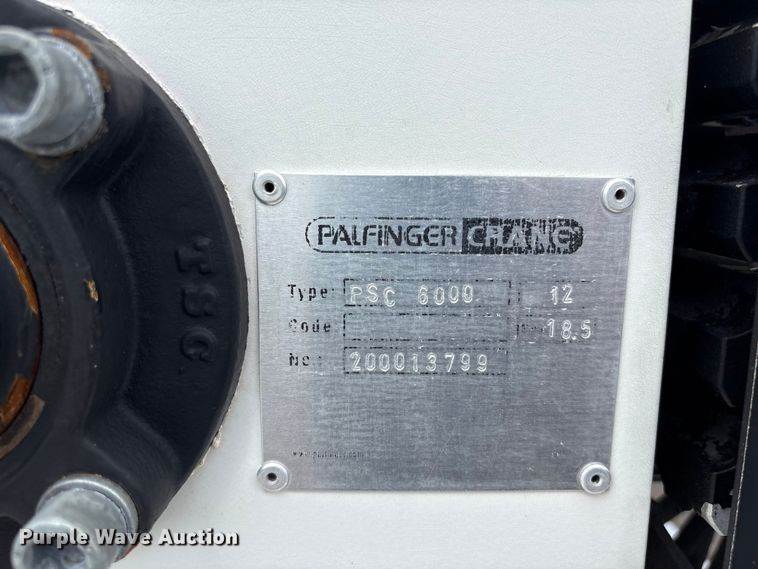 TSC
PALFINGER CRANE
Type: PSC 6000 12
Code 18.5
No: 200013799
Purple Wave Auction